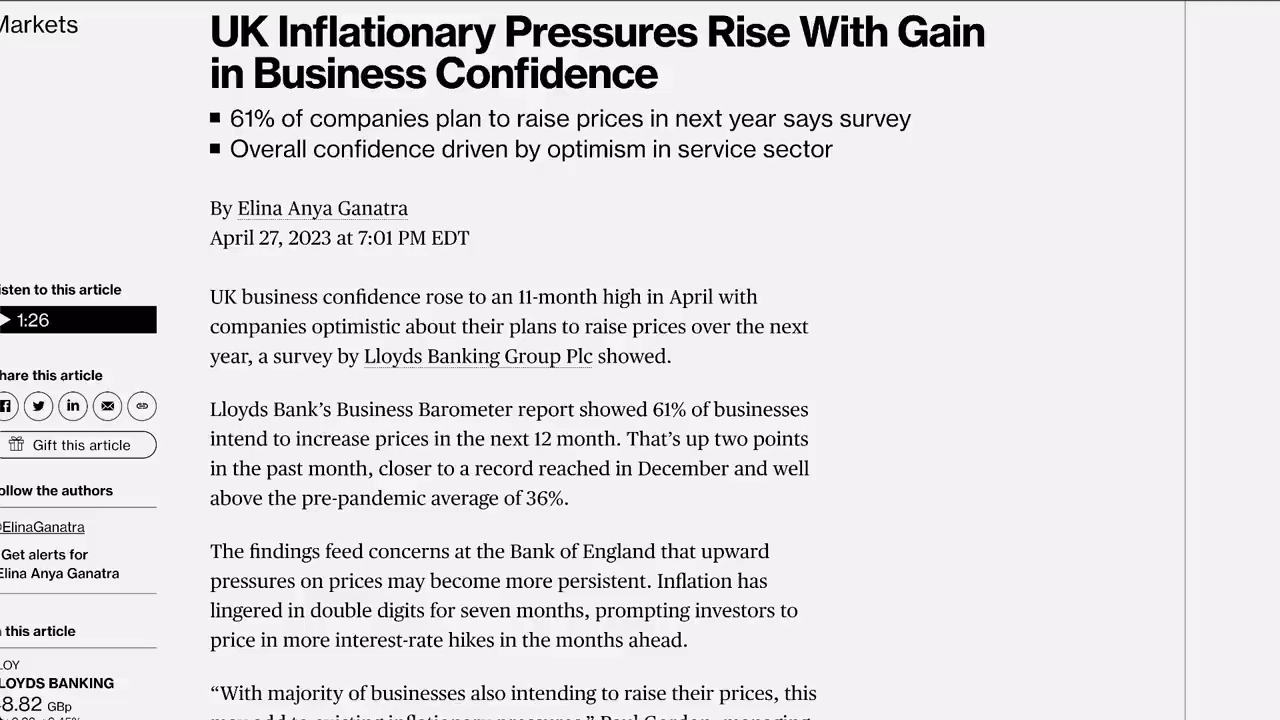 Markets
UK Inflationary Pressures Rise With Gain
in Business Confidence
61% of companies plan to raise prices in next year says survey
Overall confidence driven by optimism in service sector
By Elina Anya Ganatra
April 27, 2023 at 7:01 PM EDT
isten to this article
1:26
hare this article
Gift this article
ollow the authors
@ElinaGanatra
Get alerts for
Elina Anya Ganatra
this article
LOY
LOYDS BANKING
8.82 GBp
UK business confidence rose to an 11-month high in April with
companies optimistic about their plans to raise prices over the next
year, a survey by Lloyds Banking Group Plc showed.
Lloyds Bank’s Business Barometer report showed 61% of businesses
intend to increase prices in the next 12 month. That’s up two points
in the past month, closer to a record reached in December and well
above the pre-pandemic average of 36%.
The findings feed concerns at the Bank of England that upward
pressures on prices may become more persistent. Inflation has
lingered in double digits for seven months, prompting investors to
price in more interest-rate hikes in the months ahead.
“With majority of businesses also intending to raise their prices, this
may add to existing inflationary pressures,” Paul Gordon, managing